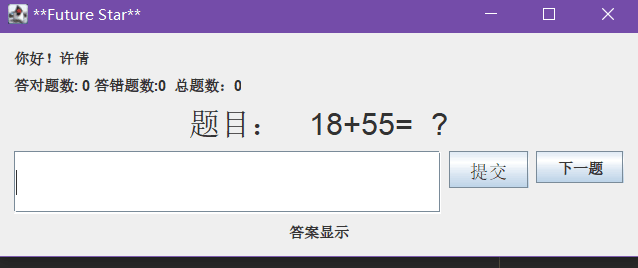 **Future Star**
你好！许倩
答对题数: 0 答错题数:0 总题数：0
题目： 18+55= ?
提交 下一题
答案显示